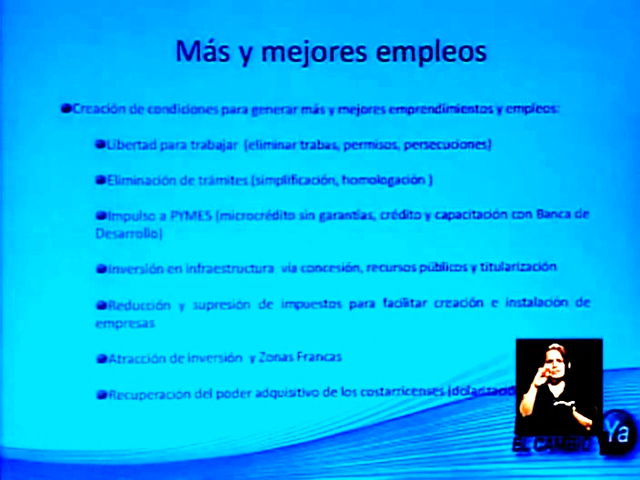 Más y mejores empleos
Creación de condiciones para generar más y mejores emprendimientos y empleos:
Libertad para trabajar (eliminar trabas, permisos, persecuciones)
Eliminación de trámites (simplificación, homologación )
Impulso a PYMES (microcrédito sin garantías, crédito y capacitación con Banca de
Desarrollo)
Inversión en infraestructura vía concesión, recursos públicos y titularización
Reducción y supresión de impuestos para facilitar creación e instalación de
empresas
Atracción de inversión y Zonas Francas
Recuperación del poder adquisitivo de los costarricenses
EL CAMBIO
Ya